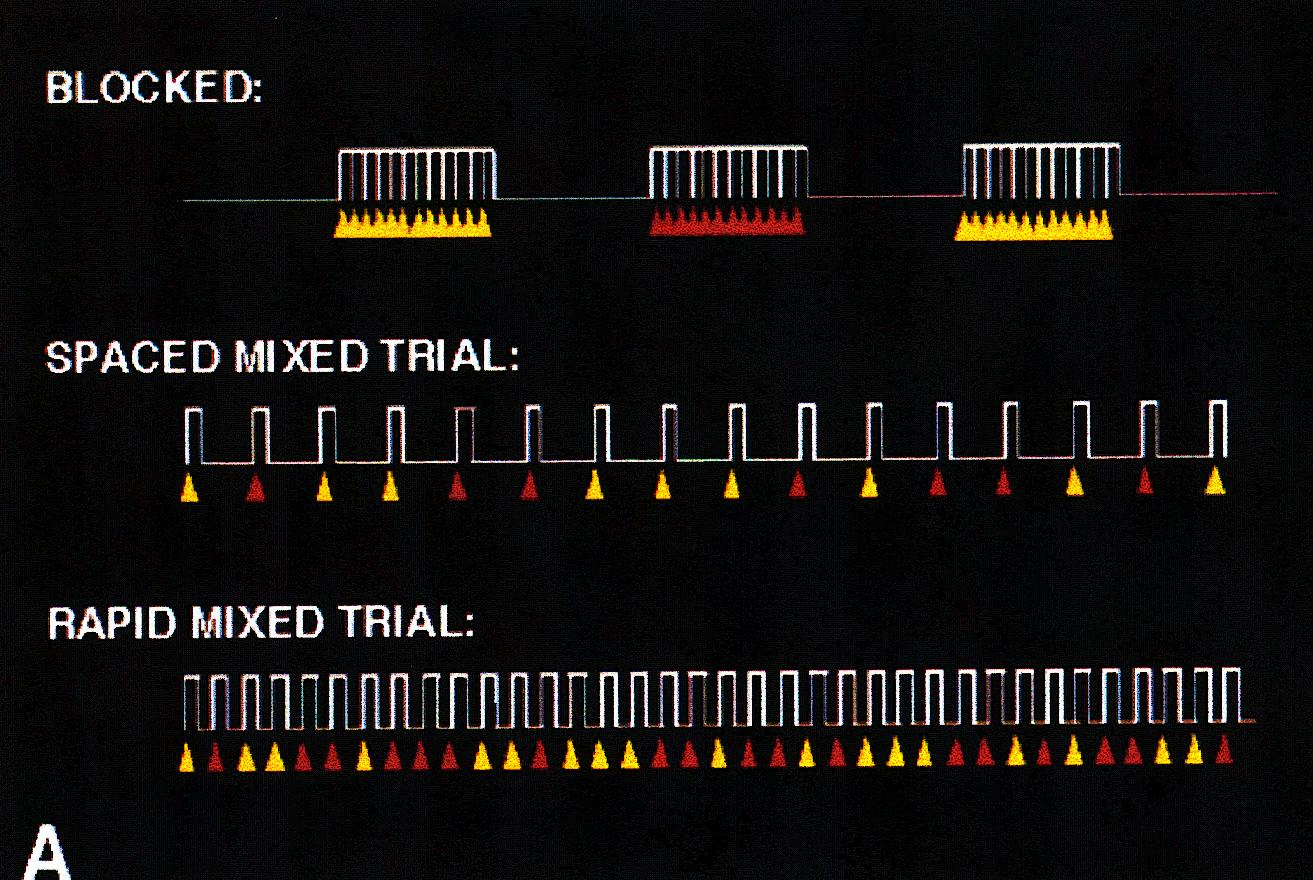 BLOCKED:
SPACED MIXED TRIAL:
RAPID MIXED TRIAL:
A